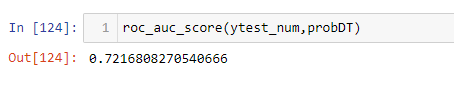 In [124]: 1 roc_auc_score(ytest_num,probDT)
Out[124]: 0.7216808270540666